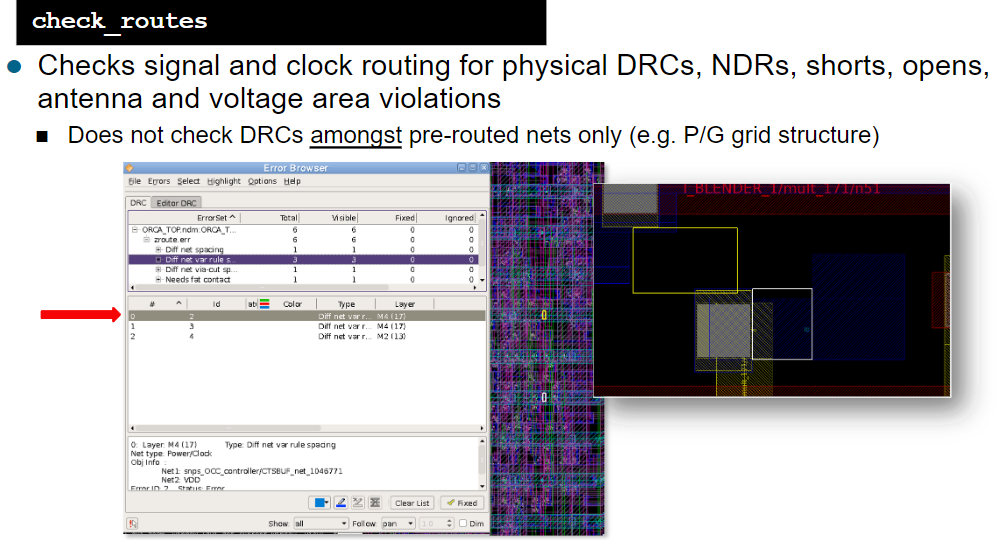 check_routes
● Checks signal and clock routing for physical DRCs, NDRs, shorts, opens,
antenna and voltage area violations
■ Does not check DRCs amongst pre-routed nets only (e.g. P/G grid structure)
Error Browser
File Errors Select Highlight Options Help
DRC Editor DRC
ErrorSet Total Visible Fixed Ignored
ORCA_TOP.ndm:ORCA_T... 6 6 0 0
zroute.err 6 6 0 0
Diff net spacing 1 1 0 0
Diff net var rule s... 3 3 0 0
Diff net via-cut sp... 1 1 0 0
Needs fat contact 1 1 0 0
# Id Color Type Layer
0 2 Diff net var r... M4 (17)
1 3 Diff net var r... M4 (17)
2 4 Diff net var r... M2 (13)
0: Layer: M4 (17) Type: Diff net var rule spacing
Net type: Power/Clock
Obj Info :
Net1: snps_OCC_controller/CTSBUF_net_1046771
Net2: VDD
Error ID: 2 Status: Error
Clear List Fixed
Show: all Follow: pan 1.0 Dim
I_BLENDER_1/mult_171/n51